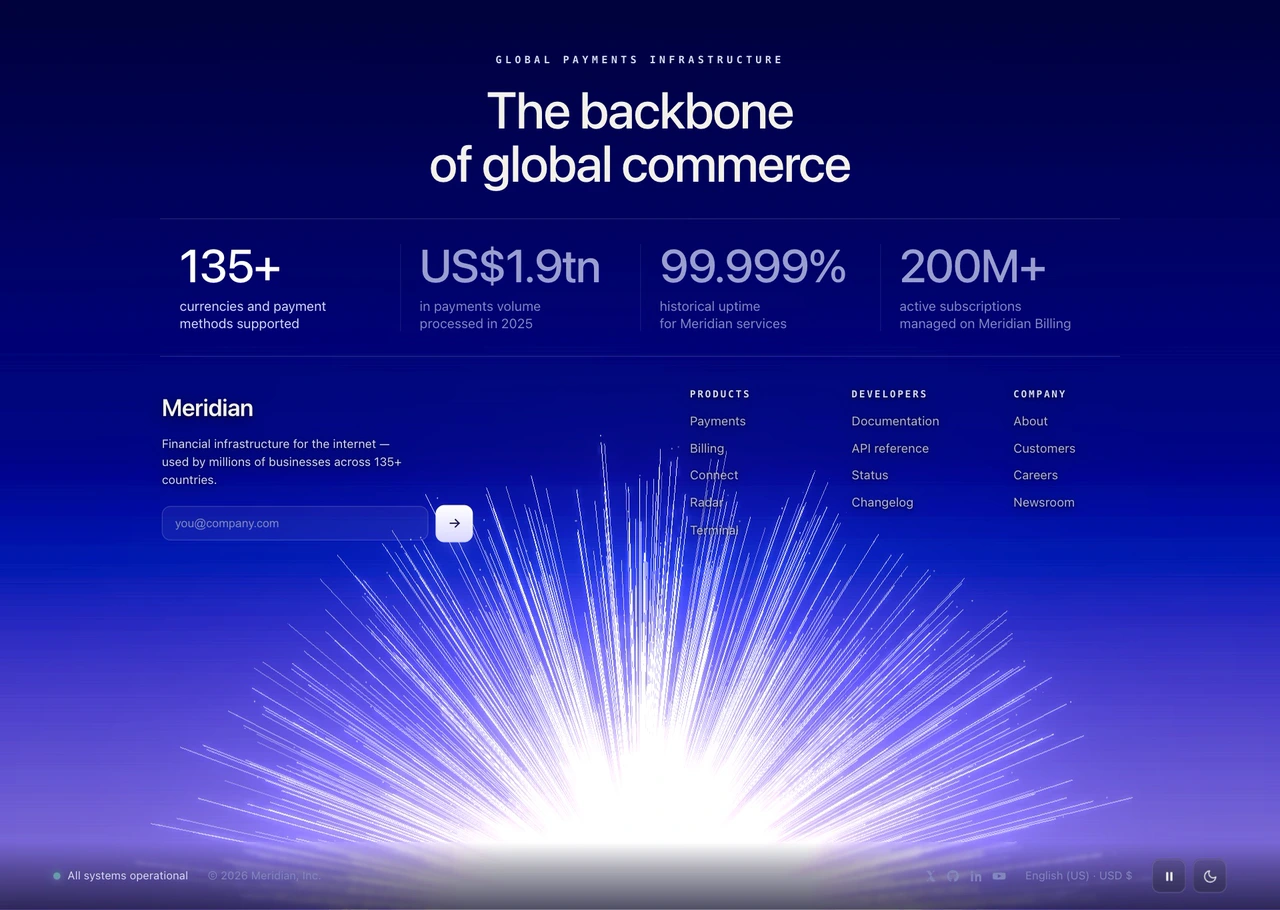 GLOBAL PAYMENTS INFRASTRUCTURE
The backbone
of global commerce
135+
currencies and payment
methods supported
US$1.9tn
in payments volume
processed in 2025
99.999%
historical uptime
for Meridian services
200M+
active subscriptions
managed on Meridian Billing
Meridian
Financial infrastructure for the internet —
used by millions of businesses across 135+
countries.
you@company.com
PRODUCTS
Payments
Billing
Connect
Radar
Terminal
DEVELOPERS
Documentation
API reference
Status
Changelog
COMPANY
About
Customers
Careers
Newsroom
All systems operational
© 2026 Meridian, Inc.
English (US) · USD $